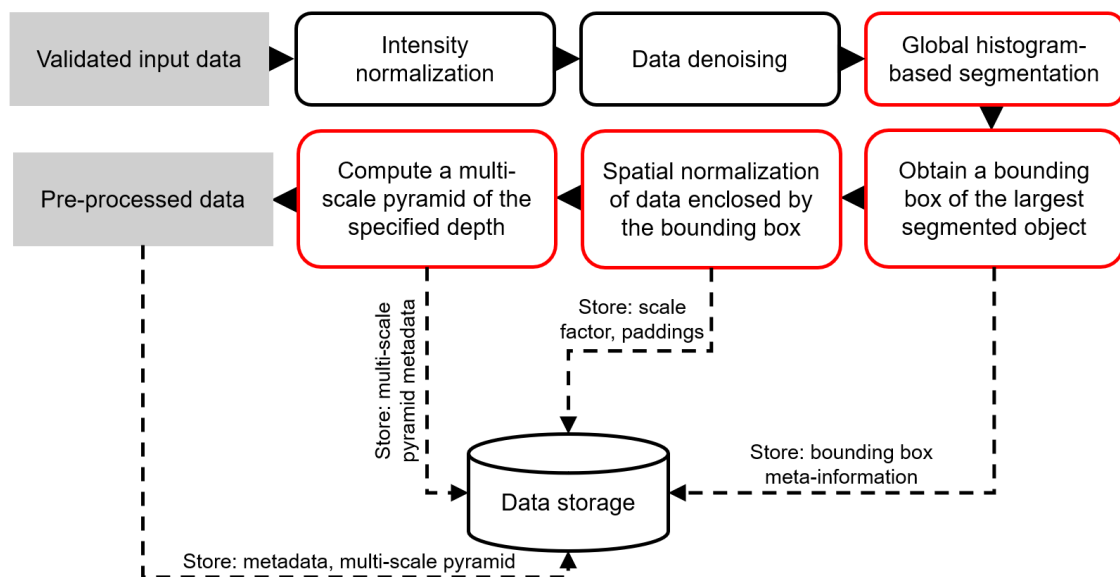 Validated input data
Intensity
normalization
Data denoising
Global histogram-
based segmentation
Pre-processed data
Compute a multi-
scale pyramid of the
specified depth
Spatial normalization
of data enclosed by
the bounding box
Obtain a bounding
box of the largest
segmented object
Store: multi-scale
pyramid metadata
Store: scale
factor, paddings
Store: bounding box
meta-information
Data storage
Store: metadata, multi-scale pyramid